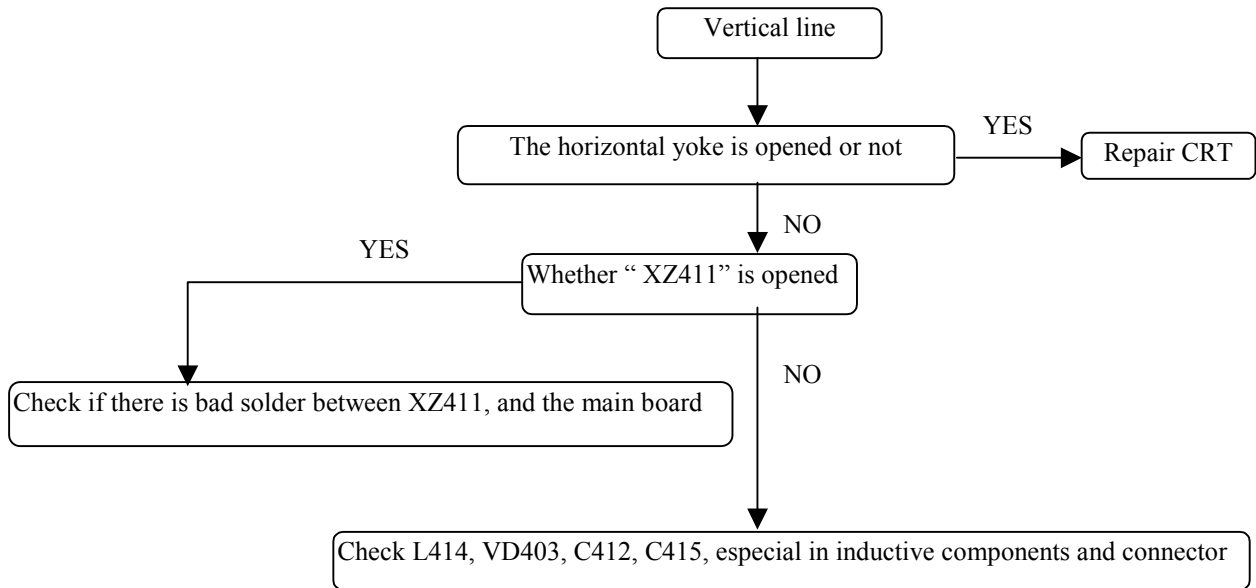 Vertical line
The horizontal yoke is opened or not
YES
Repair CRT
NO
YES
Whether “ XZ411” is opened
NO
Check if there is bad solder between XZ411, and the main board
Check L414, VD403, C412, C415, especial in inductive components and connector